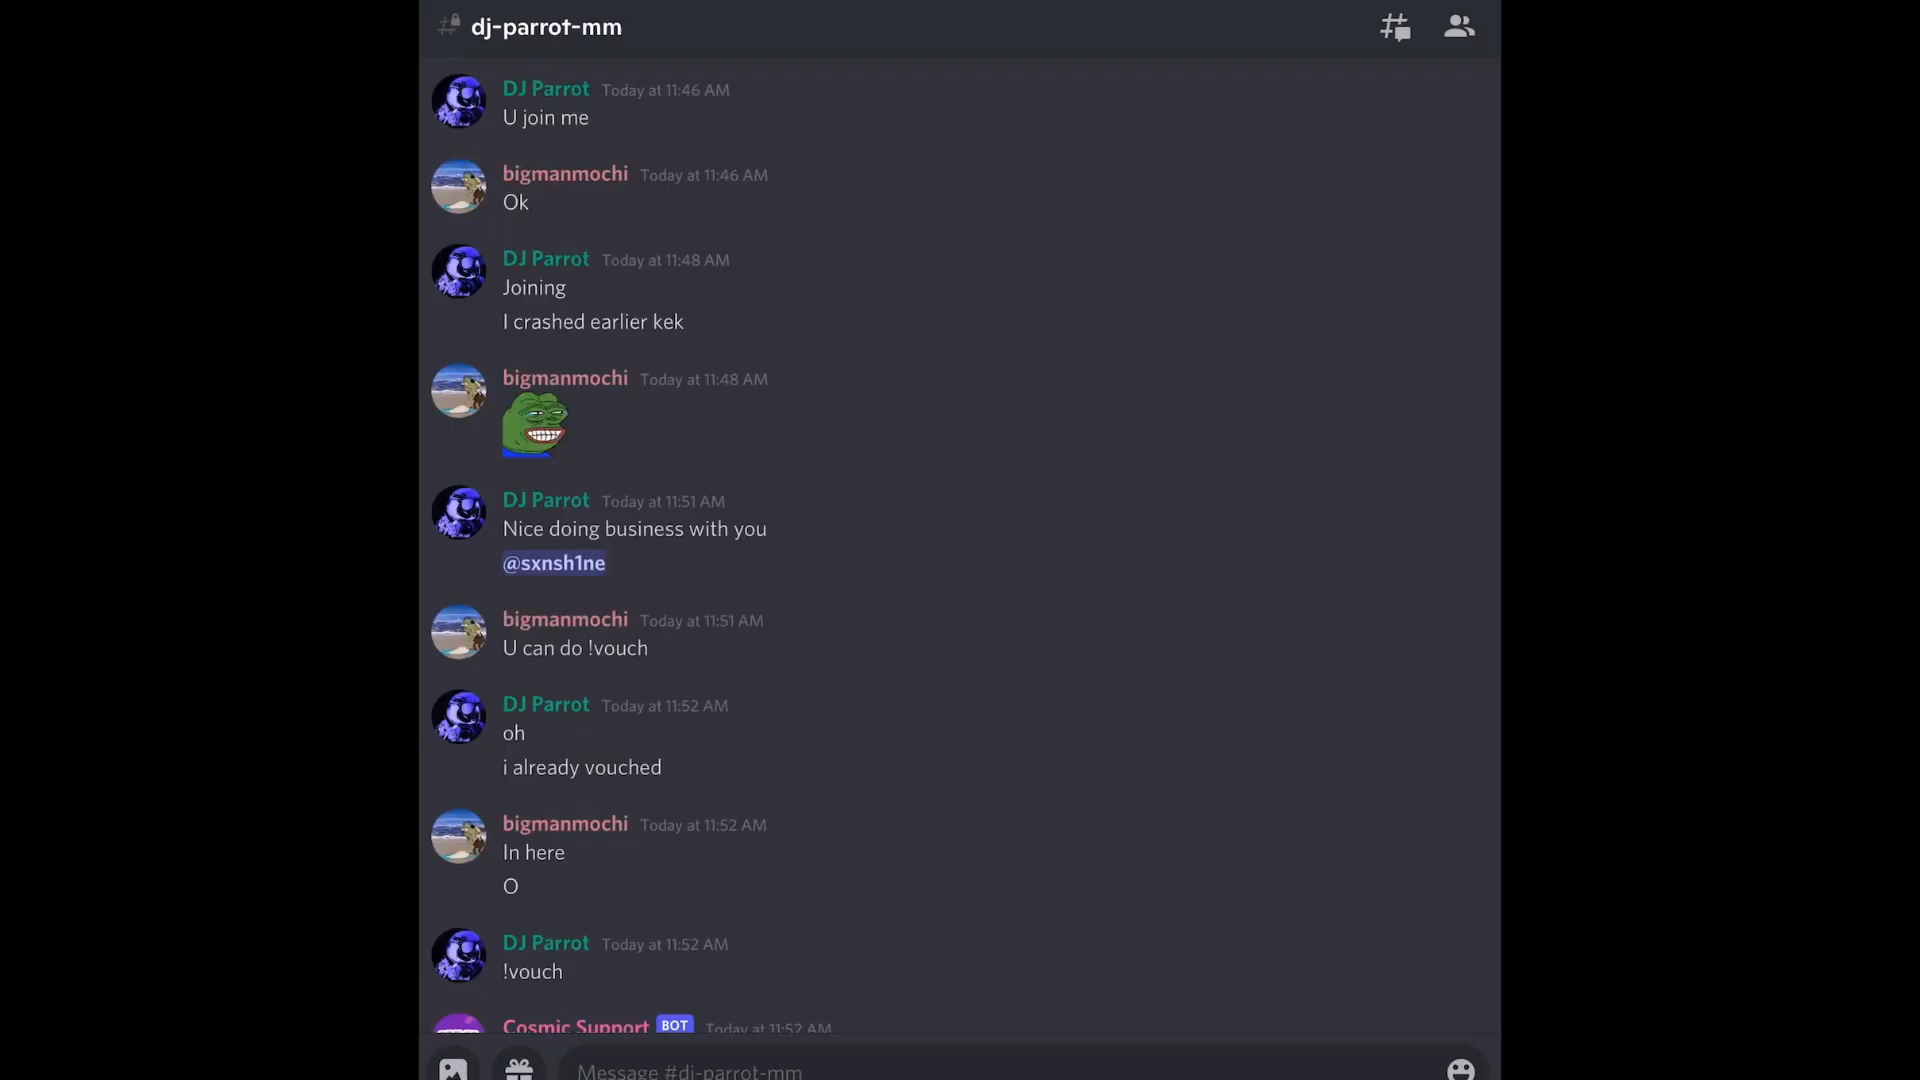 dj-parrot-mm
DJ Parrot Today at 11:46 AM
U join me
bigmanmochi Today at 11:46 AM
Ok
DJ Parrot Today at 11:48 AM
Joining
I crashed earlier kek
bigmanmochi Today at 11:48 AM
DJ Parrot Today at 11:51 AM
Nice doing business with you
@sxnsh1ne
bigmanmochi Today at 11:51 AM
U can do !vouch
DJ Parrot Today at 11:52 AM
oh
i already vouched
bigmanmochi Today at 11:52 AM
In here
O
DJ Parrot Today at 11:52 AM
!vouch
Cosmic Support BOT Today at 11:52 AM
Message #dj-parrot-mm